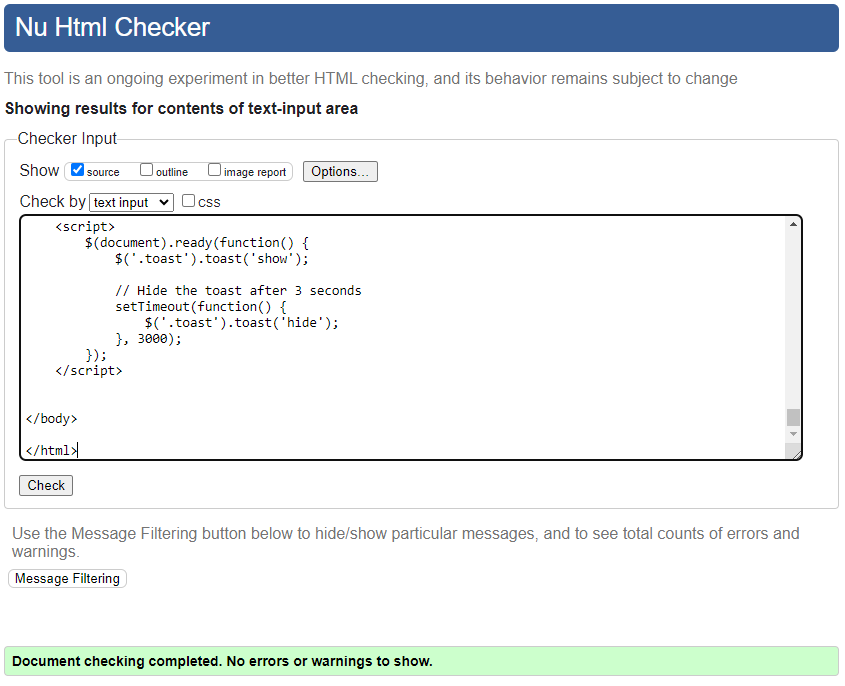 Nu Html Checker
This tool is an ongoing experiment in better HTML checking, and its behavior remains subject to change
Showing results for contents of text-input area
Checker Input
Show source outline image report Options...
Check by text input css
<script>
$(document).ready(function() {
$('.toast').toast('show');
// Hide the toast after 3 seconds
setTimeout(function() {
$('.toast').toast('hide');
}, 3000);
});
</script>
</body>
</html>
Check
Use the Message Filtering button below to hide/show particular messages, and to see total counts of errors and
warnings.
Message Filtering
Document checking completed. No errors or warnings to show.